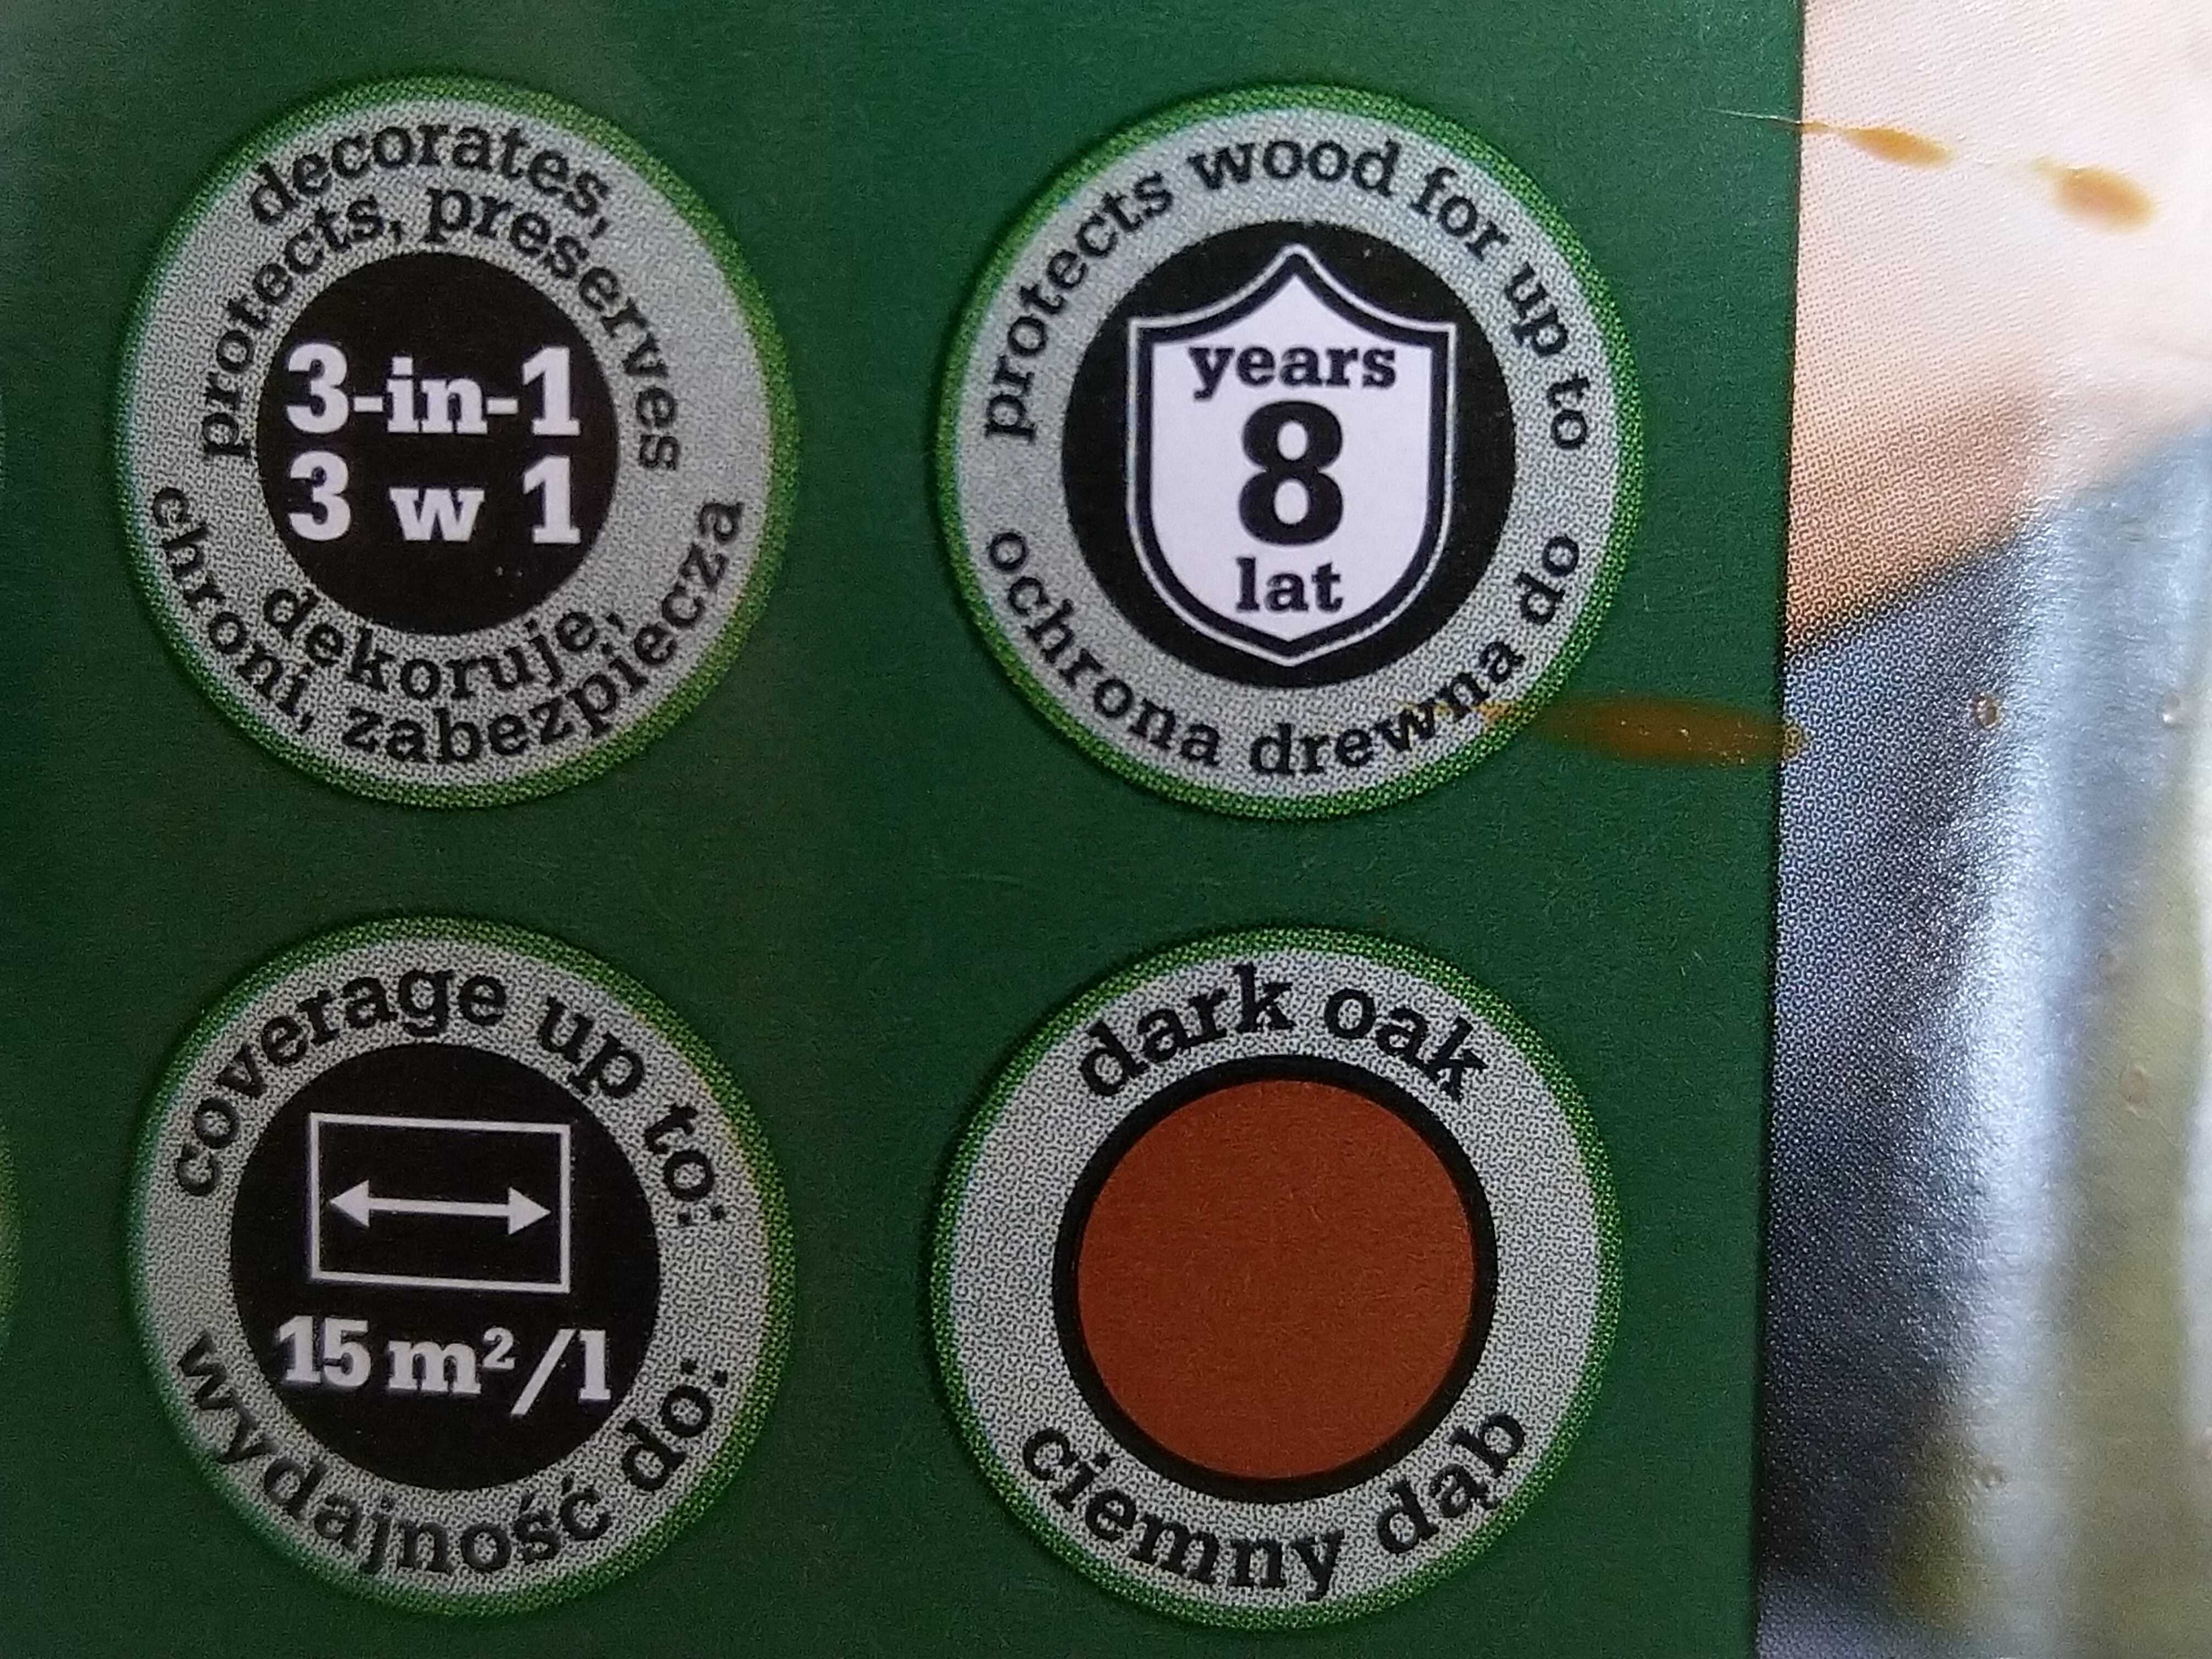 decorates,
protects, preserves
3-in-1
3 w 1
dekoruje,
chroni, zabezpiecza
protects wood for up to
years
8
lat
ochrona drewna do
coverage up to:
15 m²/l
wydajność do:
dark oak
ciemny dąb